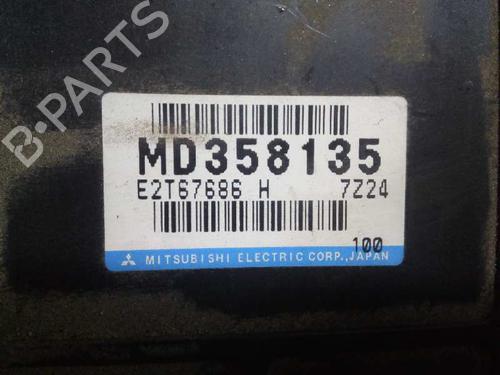 B-PARTS
MD358135
E2T67686 H 7Z24
100
MITSUBISHI ELECTRIC CORP., JAPAN